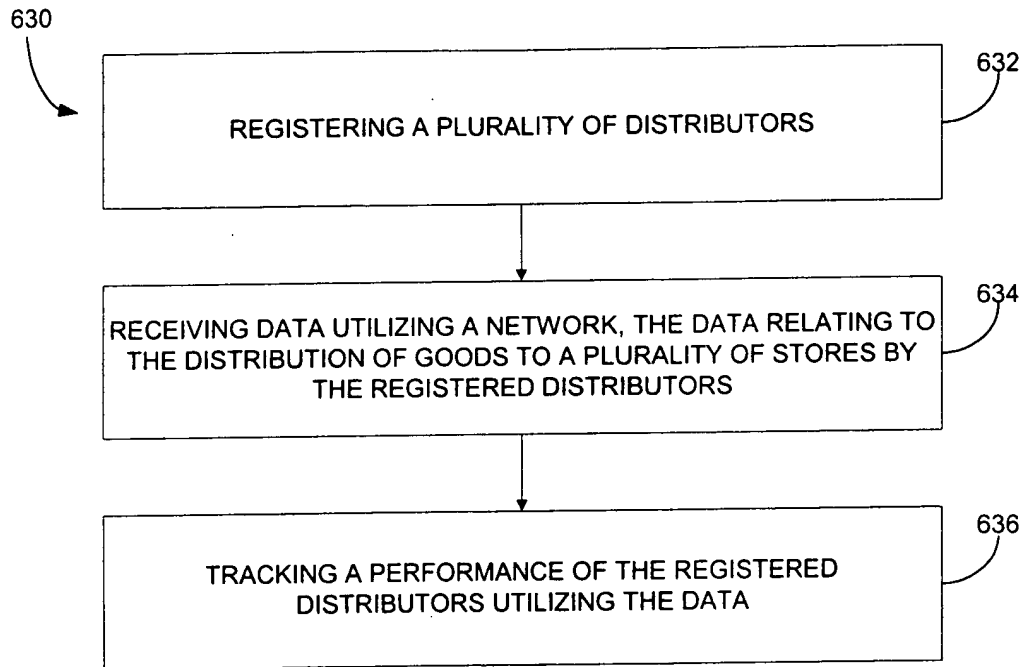 630
632
REGISTERING A PLURALITY OF DISTRIBUTORS
634
RECEIVING DATA UTILIZING A NETWORK, THE DATA RELATING TO
THE DISTRIBUTION OF GOODS TO A PLURALITY OF STORES BY
THE REGISTERED DISTRIBUTORS
636
TRACKING A PERFORMANCE OF THE REGISTERED
DISTRIBUTORS UTILIZING THE DATA